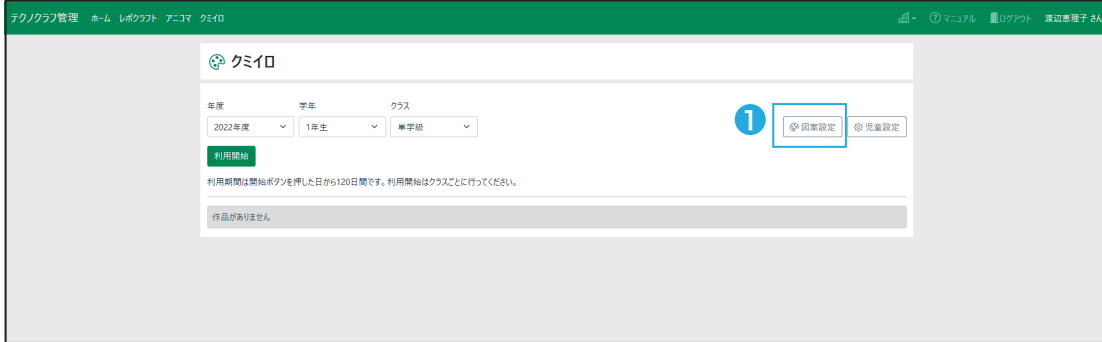 テクノクラフ管理 ホーム レポクラフト アニコマ クミイロ マニュアル ログアウト 渡辺恵理子 さん
クミイロ
年度 学年 クラス
2022年度 1年生 単学級 1 図案設定 児童設定
利用開始
利用期間は開始ボタンを押した日から120日間です。利用開始はクラスごとに行ってください。
作品がありません